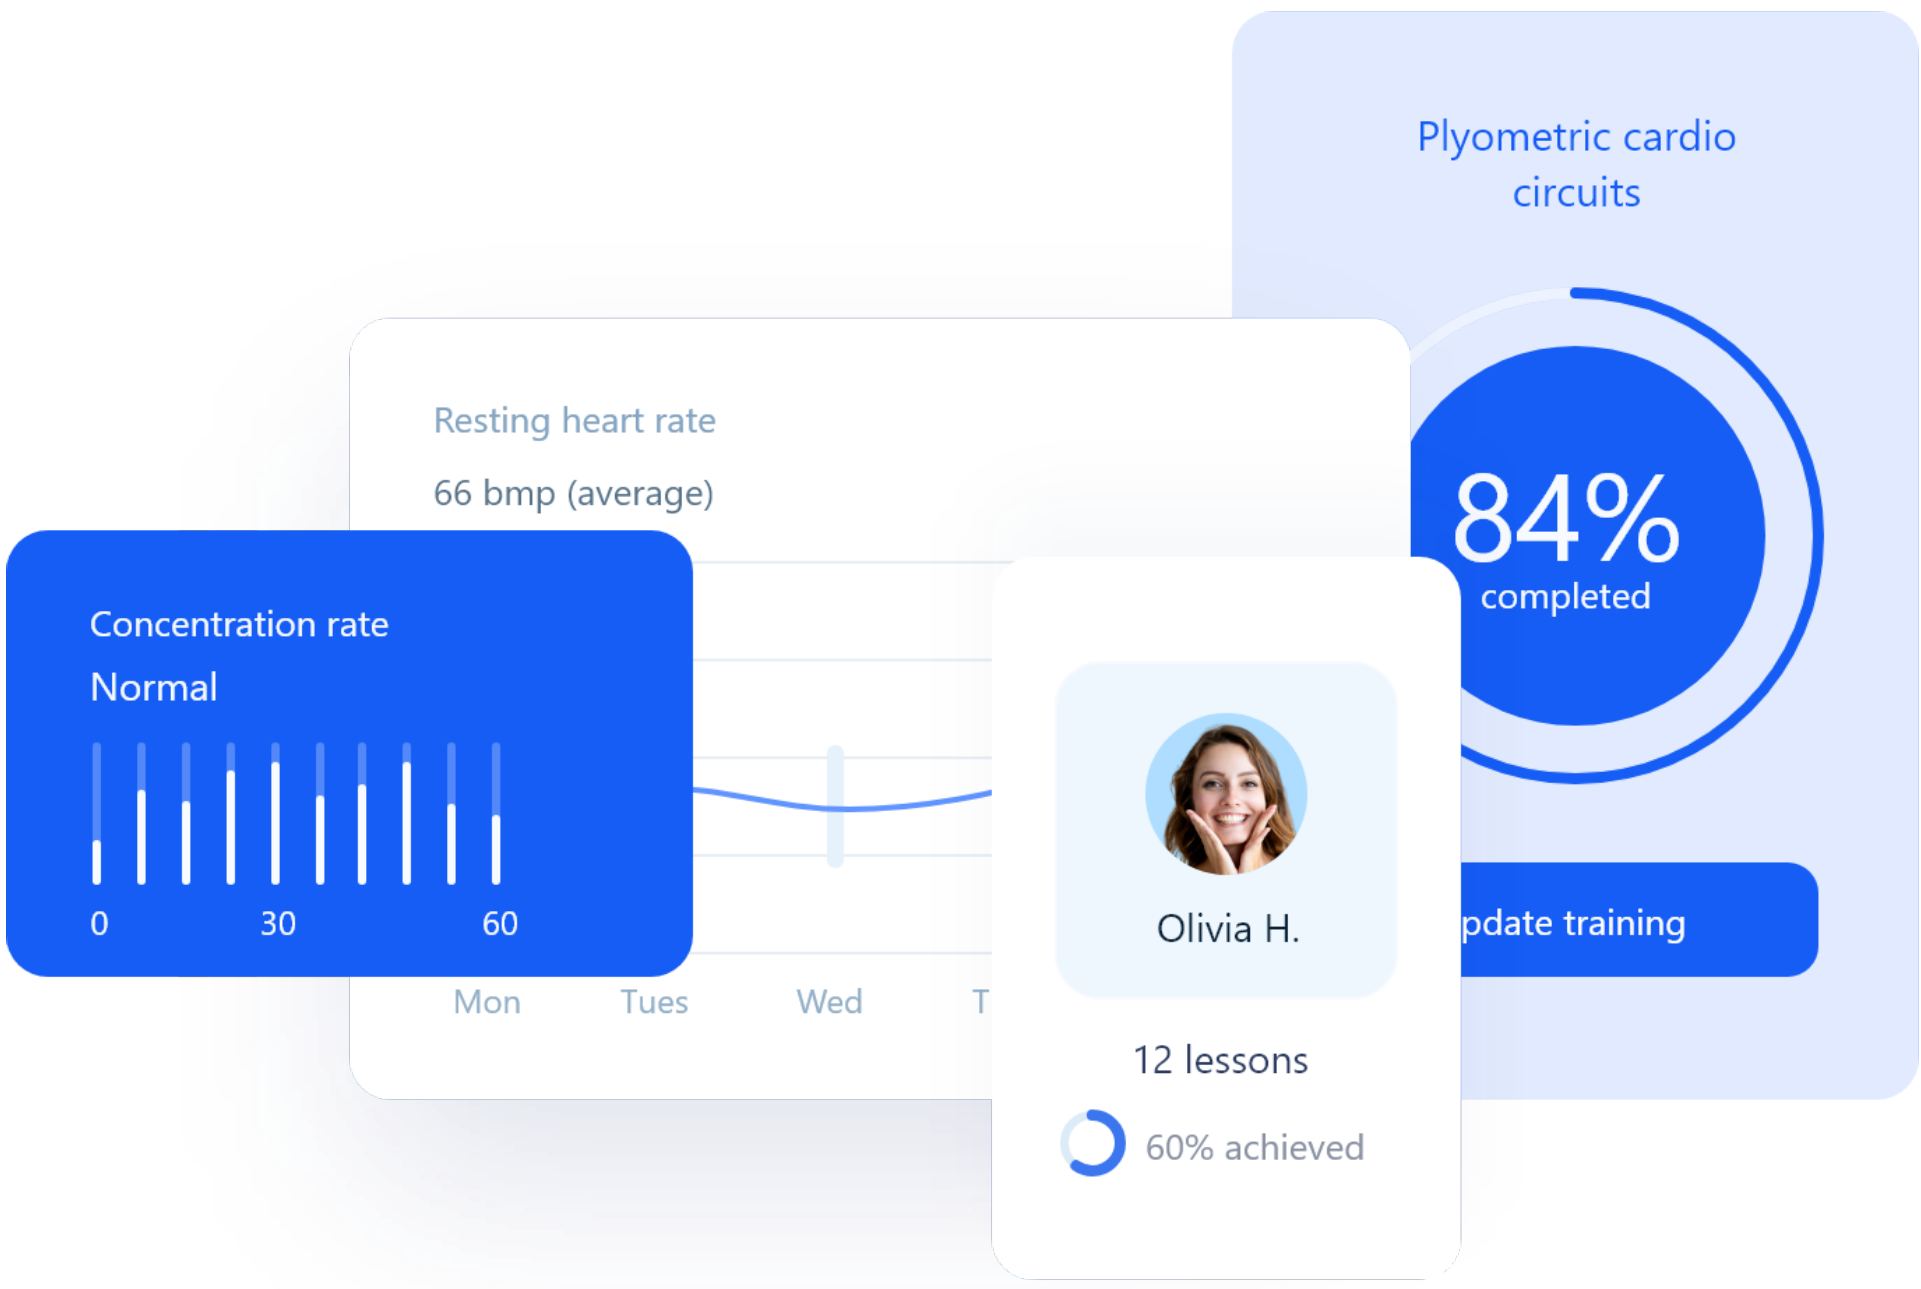 Plyometric cardio
circuits
84%
completed
pdate training
Resting heart rate
66 bmp (average)
Mon Tues Wed T
Concentration rate
Normal
0 30 60
Olivia H.
12 lessons
60% achieved